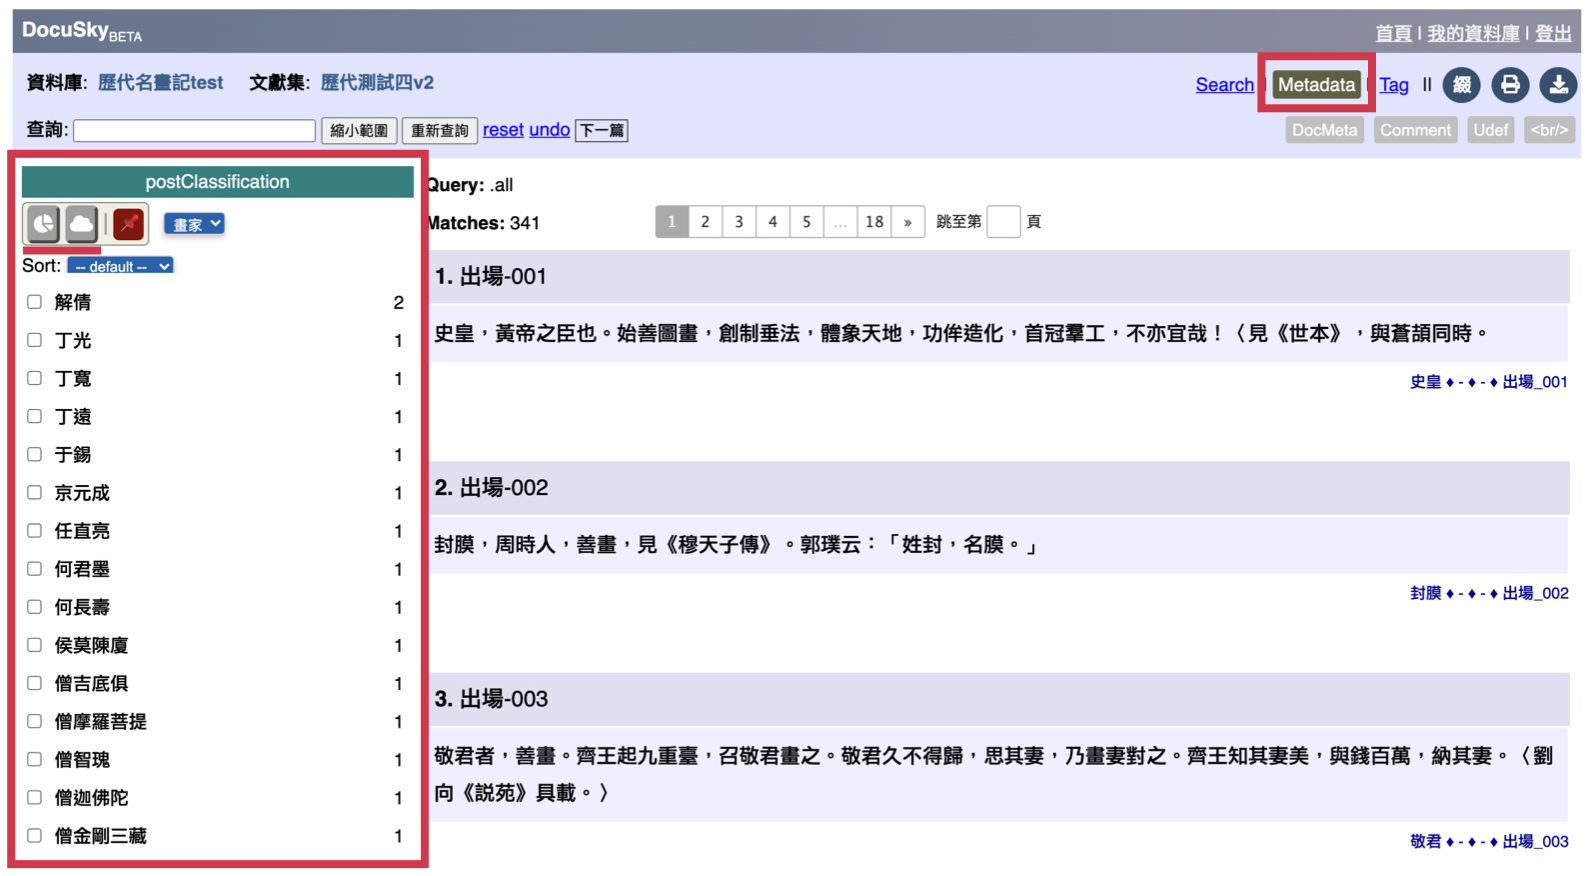 DocuSkyBETA
首頁 | 我的資料庫 | 登出
資料庫: 歷代名畫記test 文獻集: 歷代測試四v2
Search | Metadata | Tag || 綴
查詢: 縮小範圍 重新查詢 reset undo 下一篇
DocMeta Comment Udef <br/>
postClassification
畫家
Sort: -- default --
解倩 2
丁光 1
丁寬 1
丁遠 1
于錫 1
京元成 1
任直亮 1
何君墨 1
何長壽 1
侯莫陳廈 1
僧吉底俱 1
僧摩羅菩提 1
僧智瑰 1
僧迦佛陀 1
僧金剛三藏 1
Query: .all
Matches: 341
1 2 3 4 5 ... 18 » 跳至第 頁
1. 出場-001
史皇，黃帝之臣也。始善圖畫，創制垂法，體象天地，功侔造化，首冠羣工，不亦宜哉！〈見《世本》，與蒼頡同時。
史皇 ♦ - ♦ - ♦ 出場_001
2. 出場-002
封膜，周時人，善畫，見《穆天子傳》。郭璞云：「姓封，名膜。」
封膜 ♦ - ♦ - ♦ 出場_002
3. 出場-003
敬君者，善畫。齊王起九重臺，召敬君畫之。敬君久不得歸，思其妻，乃畫妻對之。齊王知其妻美，與錢百萬，納其妻。〈劉
向《説苑》具載。〉
敬君 ♦ - ♦ - ♦ 出場_003